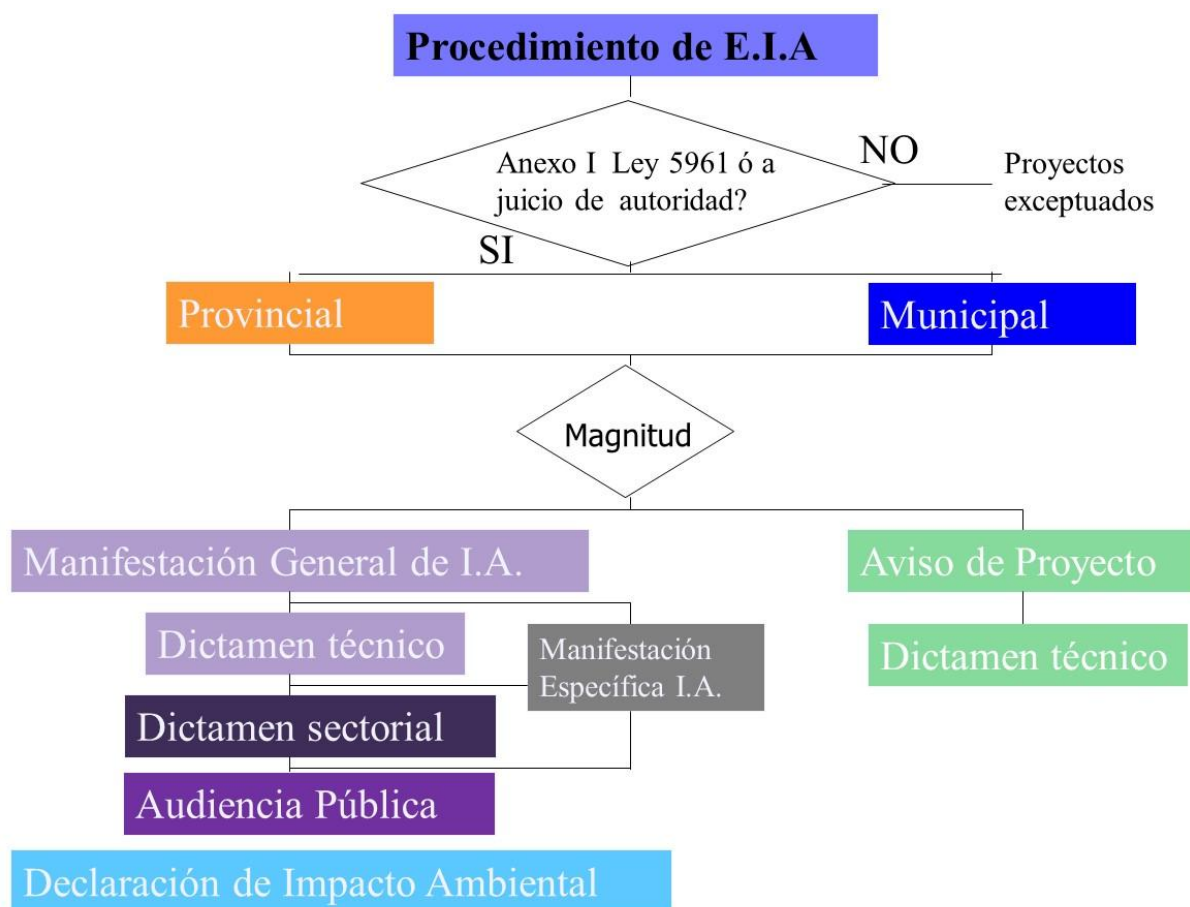 Procedimiento de E.I.A
Anexo I Ley 5961 ó a
juicio de autoridad?
NO
Proyectos
exceptuados
SI
Provincial
Municipal
Magnitud
Manifestación General de I.A.
Aviso de Proyecto
Dictamen técnico
Manifestación
Específica I.A.
Dictamen técnico
Dictamen sectorial
Audiencia Pública
Declaración de Impacto Ambiental